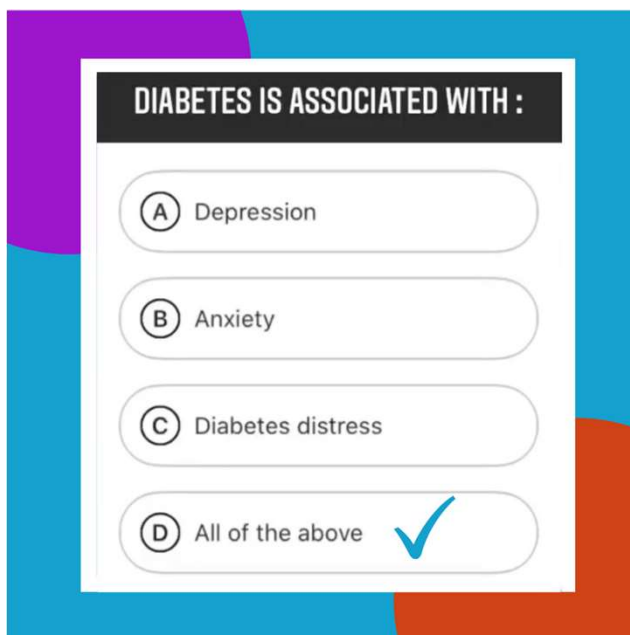 DIABETES IS ASSOCIATED WITH :
A Depression
B Anxiety
C Diabetes distress
D All of the above